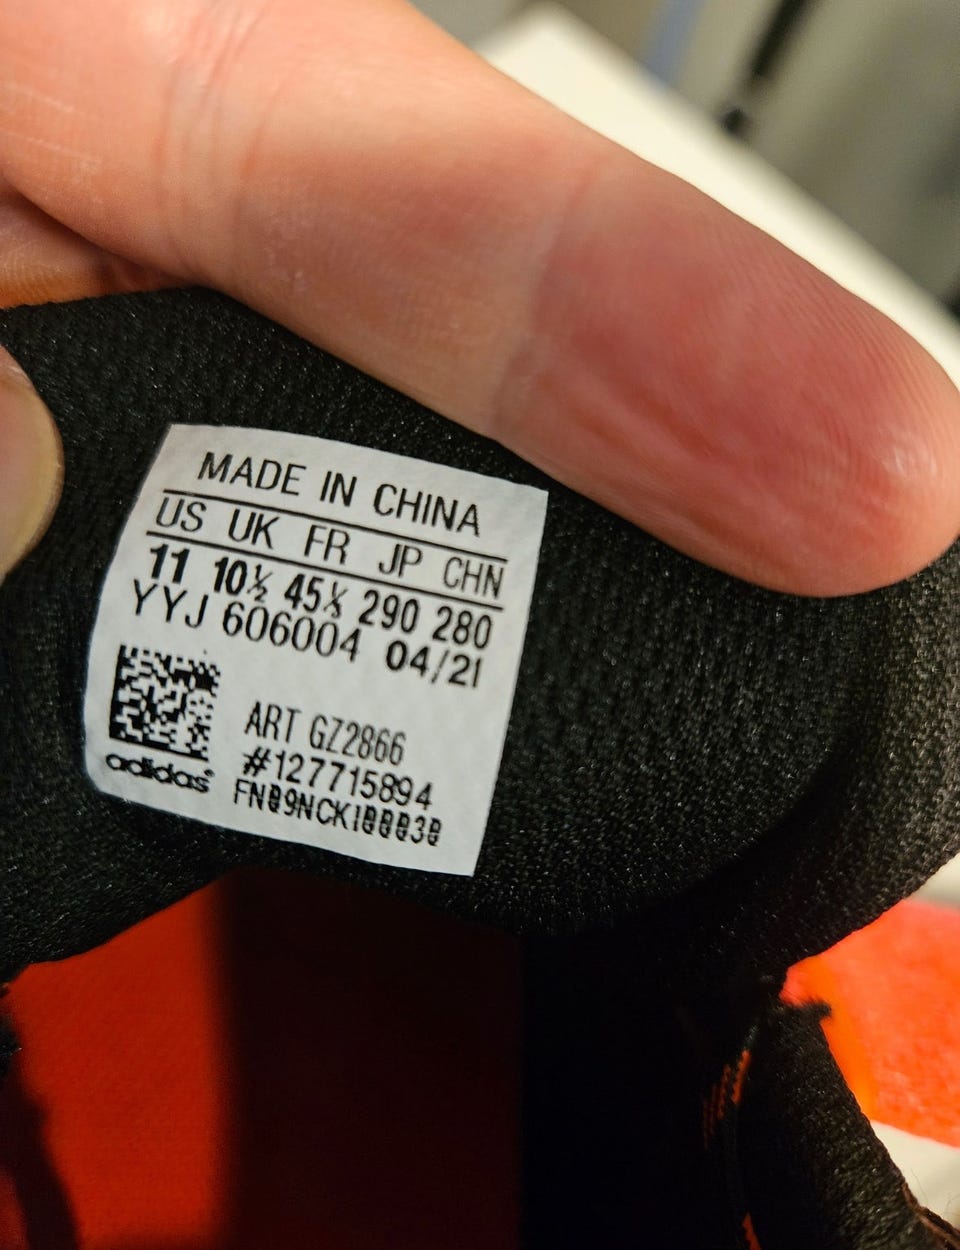 MADE IN CHINA
US UK FR JP CHN
11 10½ 45⅓ 290 280
YYJ 606004 04/21
ART GZ2866
#127715894
adidas